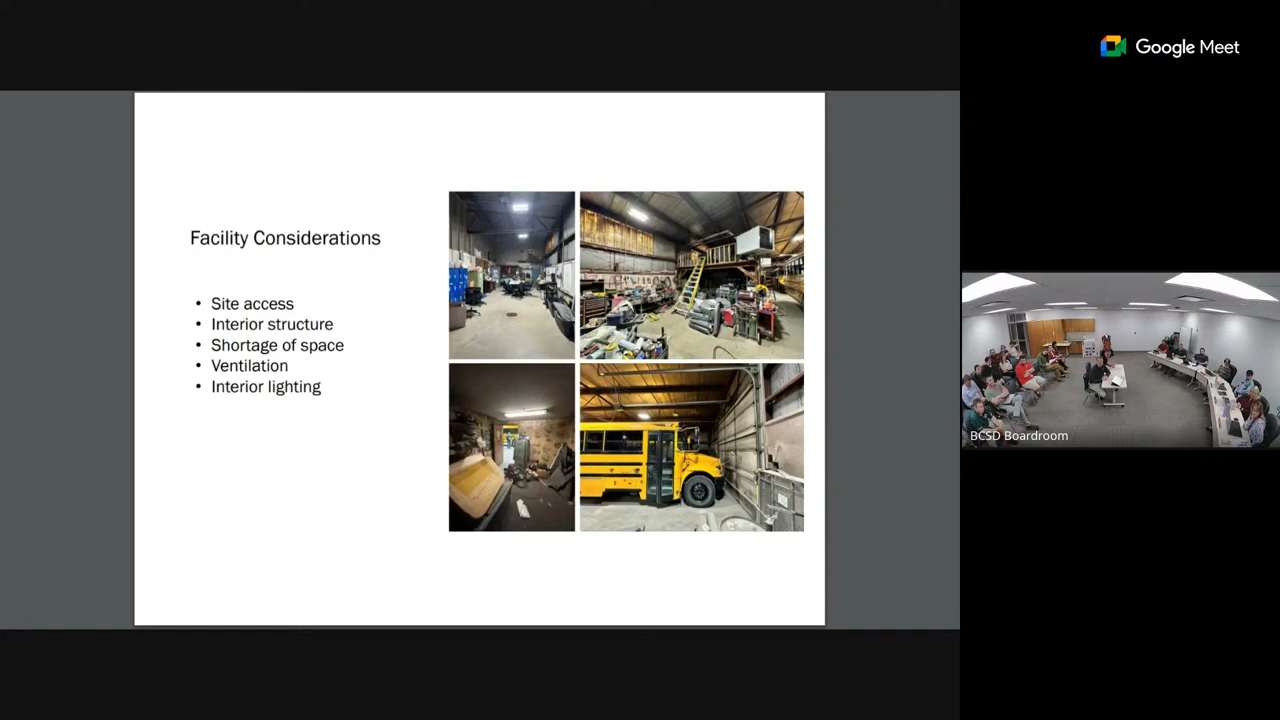 Google Meet
Facility Considerations
• Site access
• Interior structure
• Shortage of space
• Ventilation
• Interior lighting
BCSD Boardroom